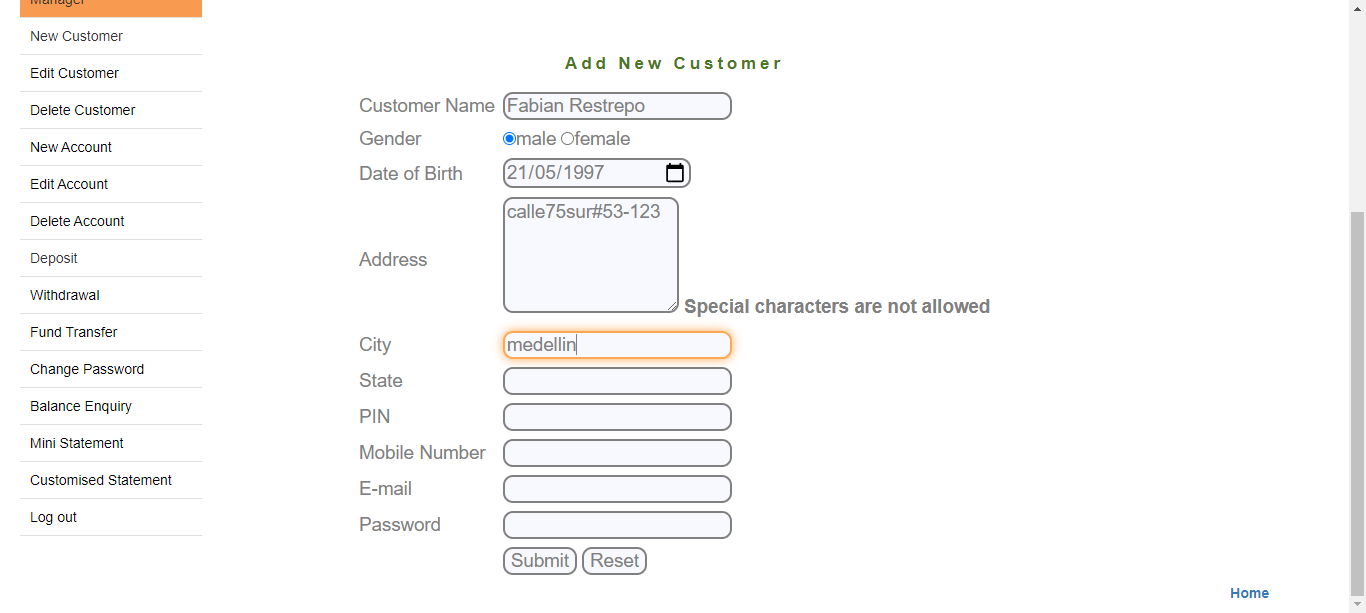 Manager
New Customer
Edit Customer
Delete Customer
New Account
Edit Account
Delete Account
Deposit
Withdrawal
Fund Transfer
Change Password
Balance Enquiry
Mini Statement
Customised Statement
Log out
Add New Customer
Customer Name Fabian Restrepo
Gender male female
Date of Birth 21/05/1997
Address calle75sur#53-123 Special characters are not allowed
City medellin
State
PIN
Mobile Number
E-mail
Password
Submit Reset
Home